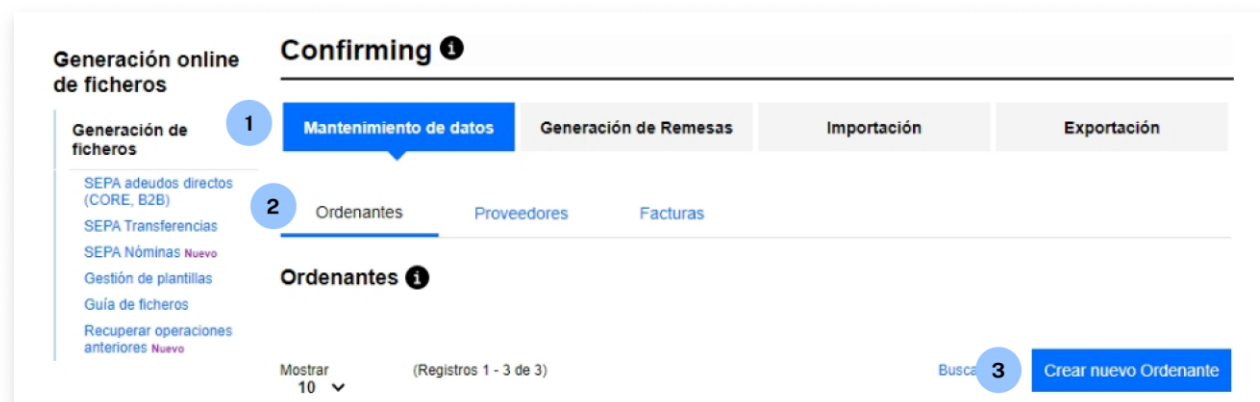 Generación online
de ficheros
Generación de
ficheros
SEPA adeudos directos
(CORE, B2B)
SEPA Transferencias
SEPA Nóminas Nuevo
Gestión de plantillas
Guía de ficheros
Recuperar operaciones
anteriores Nuevo
Confirming i
1 Mantenimiento de datos Generación de Remesas Importación Exportación
2 Ordenantes Proveedores Facturas
Ordenantes i
Mostrar (Registros 1 - 3 de 3) Busca 3 Crear nuevo Ordenante
10